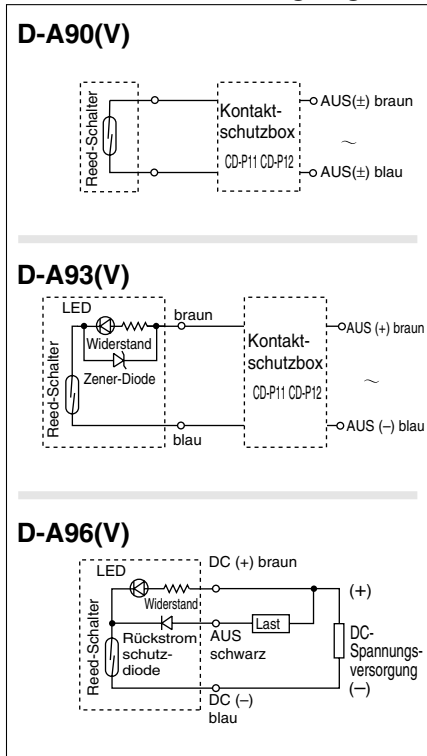 D-A90(V)
Reed-Schalter
Kontakt-
schutzbox
CD-P11 CD-P12
AUS(±) braun
~
AUS(±) blau
D-A93(V)
LED
Widerstand
Zener-Diode
Reed-Schalter
braun
blau
Kontakt-
schutzbox
CD-P11 CD-P12
AUS (+) braun
~
AUS (–) blau
D-A96(V)
LED
Widerstand
Reed-Schalter
Rückstrom
schutz-
diode
DC (+) braun
AUS
schwarz
Last
DC (–)
blau
(+)
DC-
Spannungs-
versorgung
(–)